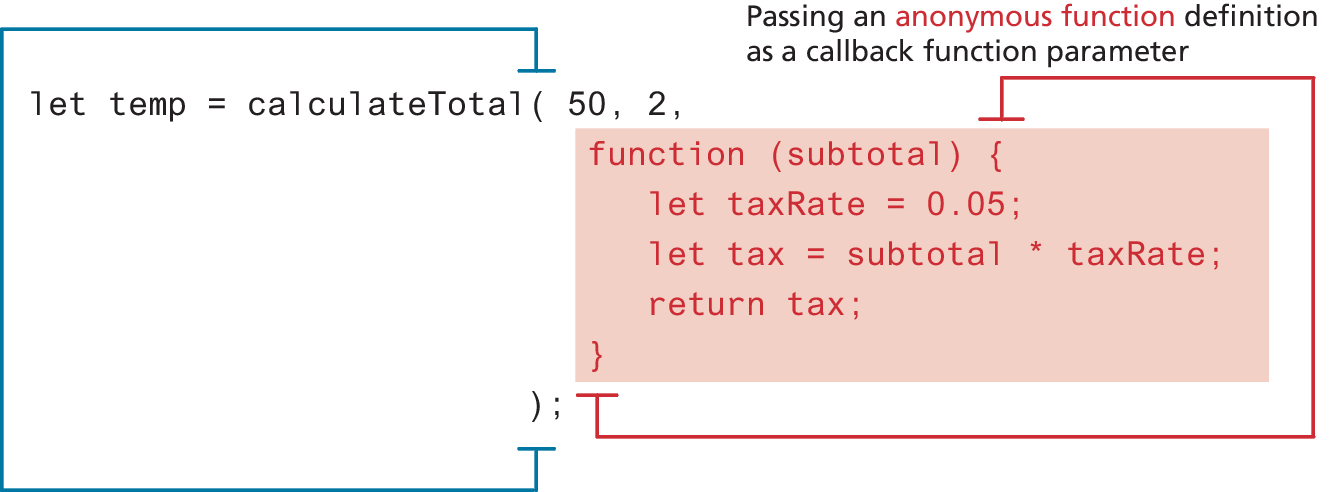 Passing an anonymous function definition
as a callback function parameter
let temp = calculateTotal( 50, 2,
function (subtotal) {
let taxRate = 0.05;
let tax = subtotal * taxRate;
return tax;
}
);